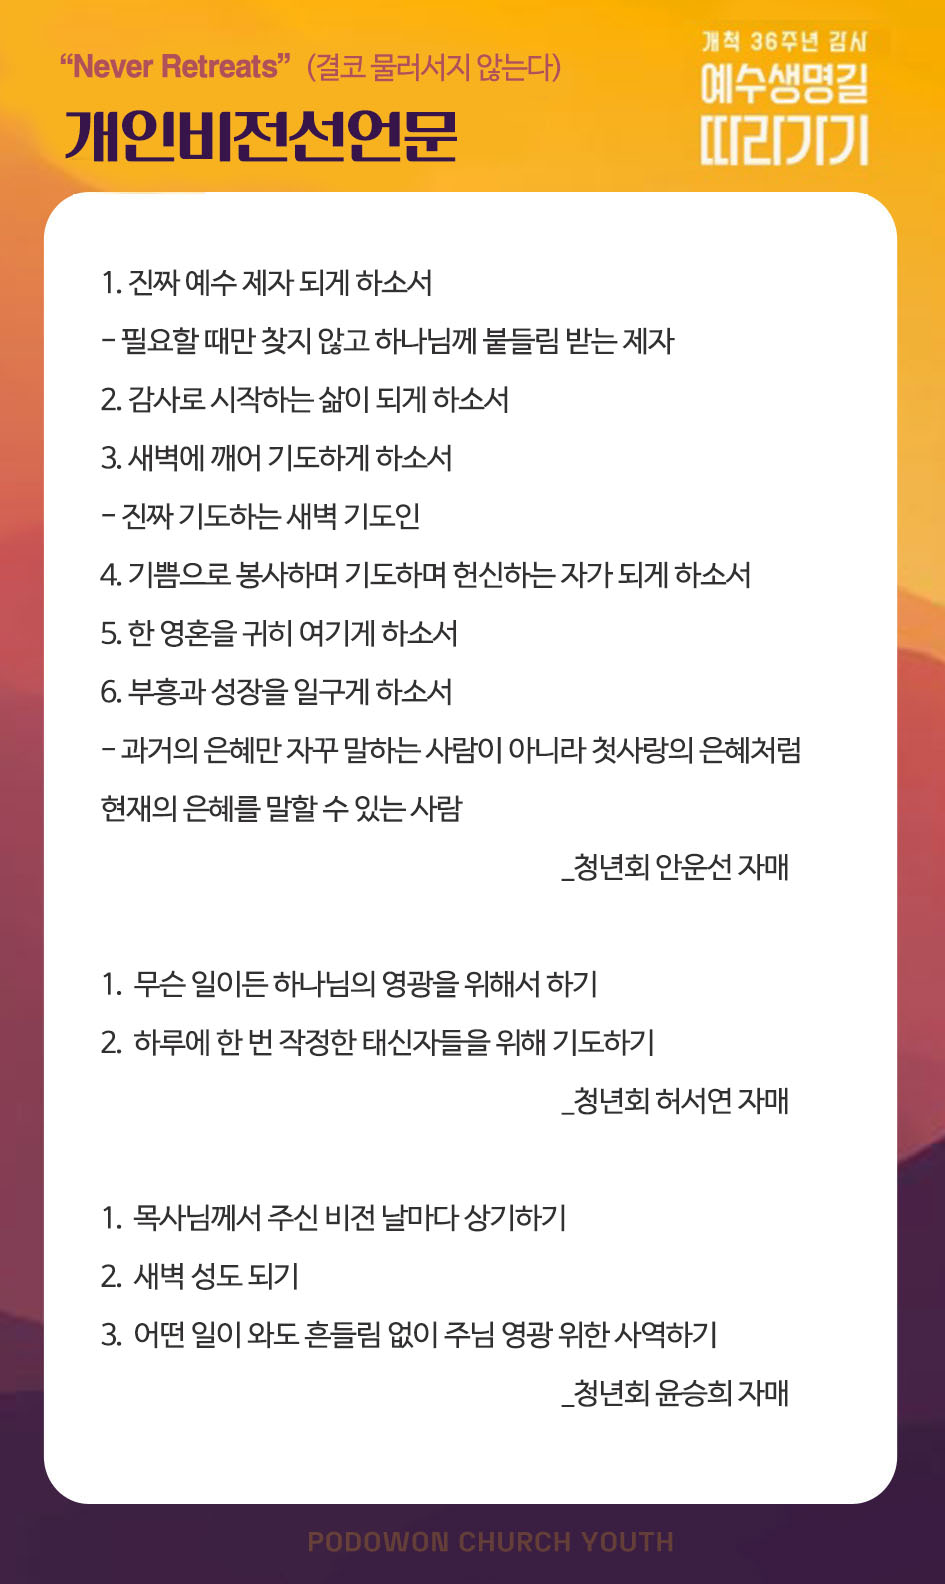 “Never Retreats” (결코 물러서지 않는다)
개인비전선언문
개척 36주년 감사
예수생명길
따라가기
1. 진짜 예수 제자 되게 하소서
- 필요할 때만 찾지 않고 하나님께 붙들림 받는 제자
2. 감사로 시작하는 삶이 되게 하소서
3. 새벽에 깨어 기도하게 하소서
- 진짜 기도하는 새벽 기도인
4. 기쁨으로 봉사하며 기도하며 헌신하는 자가 되게 하소서
5. 한 영혼을 귀히 여기게 하소서
6. 부흥과 성장을 일구게 하소서
- 과거의 은혜만 자꾸 말하는 사람이 아니라 첫사랑의 은혜처럼
현재의 은혜를 말할 수 있는 사람
_청년회 안운선 자매
1. 무슨 일이든 하나님의 영광을 위해서 하기
2. 하루에 한 번 작정한 태신자들을 위해 기도하기
_청년회 허서연 자매
1. 목사님께서 주신 비전 날마다 상기하기
2. 새벽 성도 되기
3. 어떤 일이 와도 흔들림 없이 주님 영광 위한 사역하기
_청년회 윤승희 자매
PODOWON CHURCH YOUTH